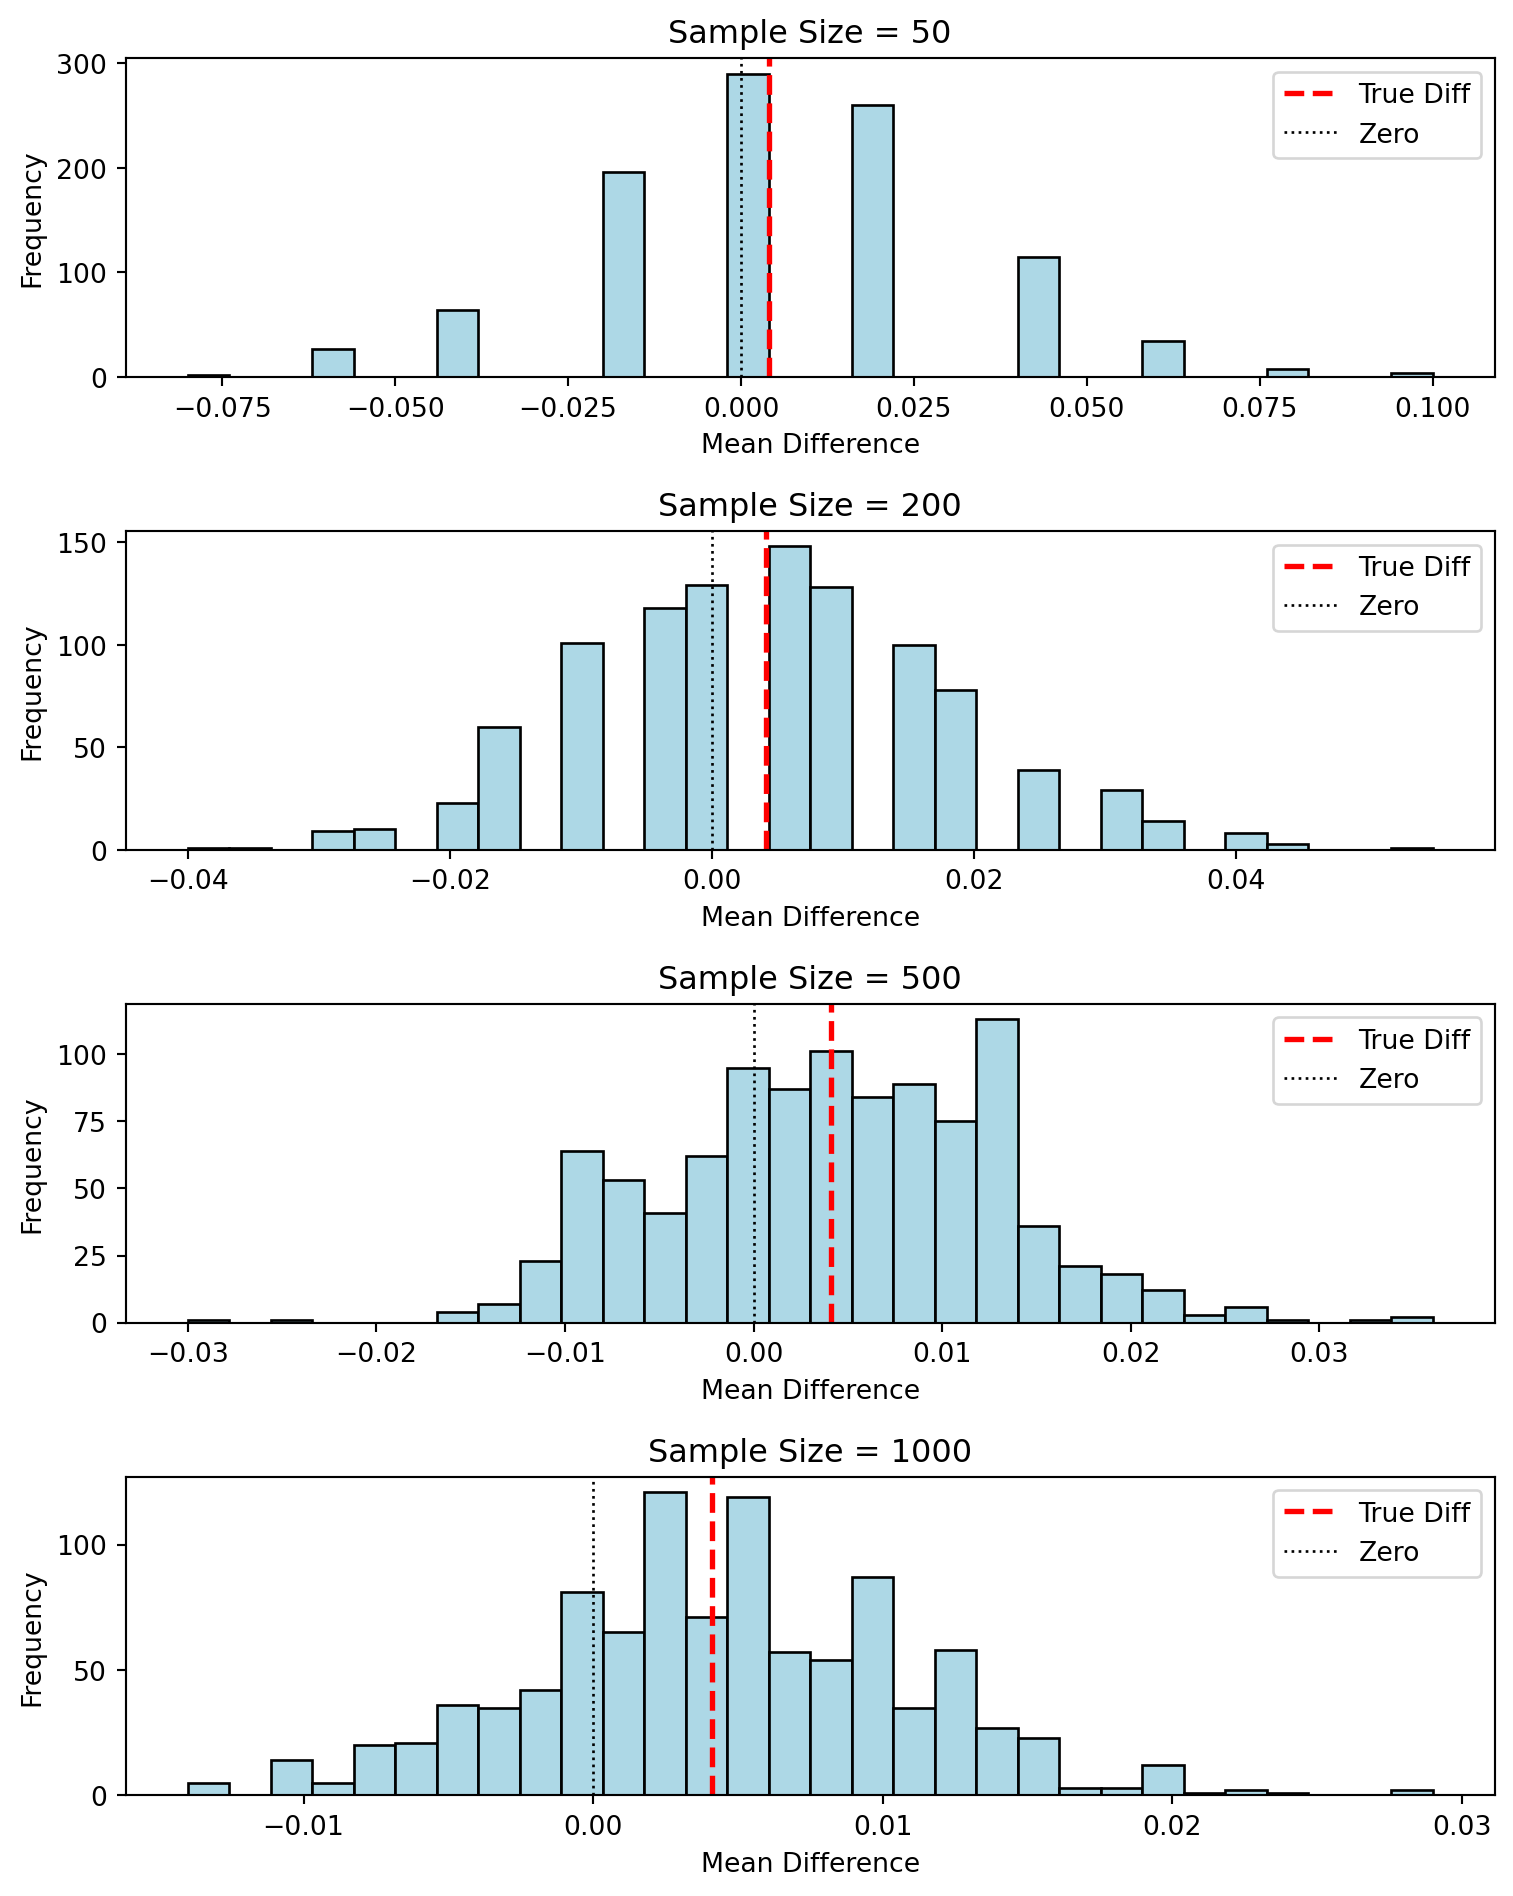 Sample Size = 50
300
200
100
0
Frequency
True Diff
Zero
−0.075 −0.050 −0.025 0.000 0.025 0.050 0.075 0.100
Mean Difference
Sample Size = 200
150
100
50
0
Frequency
True Diff
Zero
−0.04 −0.02 0.00 0.02 0.04
Mean Difference
Sample Size = 500
100
75
50
25
0
Frequency
True Diff
Zero
−0.03 −0.02 −0.01 0.00 0.01 0.02 0.03
Mean Difference
Sample Size = 1000
100
50
0
Frequency
True Diff
Zero
−0.01 0.00 0.01 0.02 0.03
Mean Difference